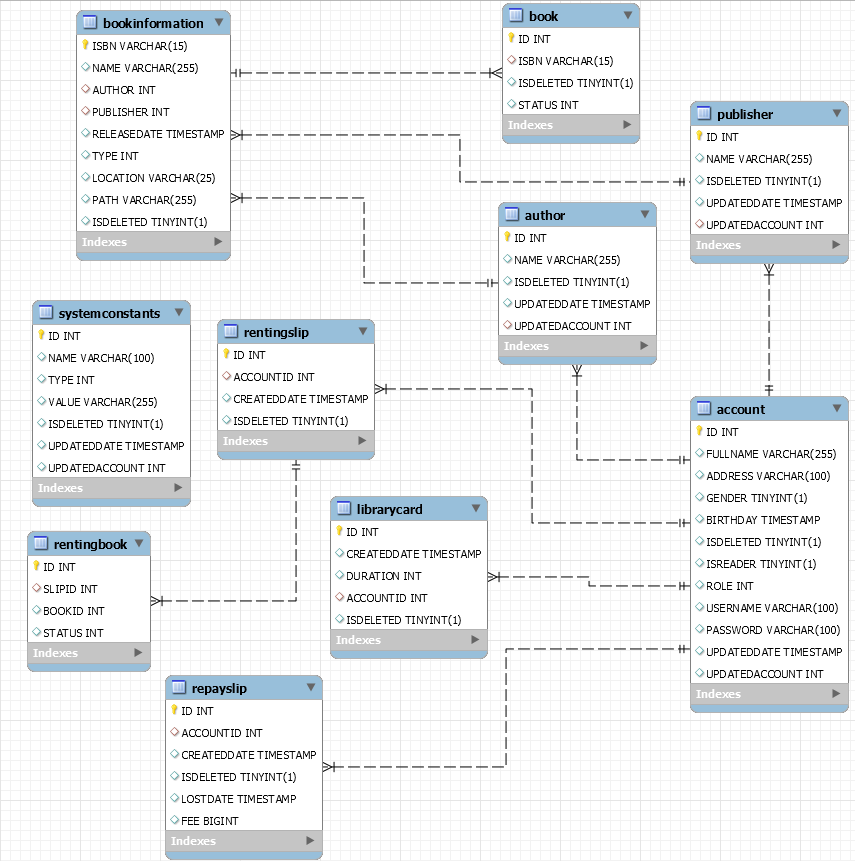 bookinformation
ISBN VARCHAR(15)
NAME VARCHAR(255)
AUTHOR INT
PUBLISHER INT
RELEASEDATE TIMESTAMP
TYPE INT
LOCATION VARCHAR(25)
PATH VARCHAR(255)
ISDELETED TINYINT(1)
Indexes
book
ID INT
ISBN VARCHAR(15)
ISDELETED TINYINT(1)
STATUS INT
Indexes
publisher
ID INT
NAME VARCHAR(255)
ISDELETED TINYINT(1)
UPDATEDDATE TIMESTAMP
UPDATEDACCOUNT INT
Indexes
author
ID INT
NAME VARCHAR(255)
ISDELETED TINYINT(1)
UPDATEDDATE TIMESTAMP
UPDATEDACCOUNT INT
Indexes
systemconstants
ID INT
NAME VARCHAR(100)
TYPE INT
VALUE VARCHAR(255)
ISDELETED TINYINT(1)
UPDATEDDATE TIMESTAMP
UPDATEDACCOUNT INT
Indexes
rentingslip
ID INT
ACCOUNTID INT
CREATEDDATE TIMESTAMP
ISDELETED TINYINT(1)
Indexes
account
ID INT
FULLNAME VARCHAR(255)
ADDRESS VARCHAR(100)
GENDER TINYINT(1)
BIRTHDAY TIMESTAMP
ISDELETED TINYINT(1)
ISREADER TINYINT(1)
ROLE INT
USERNAME VARCHAR(100)
PASSWORD VARCHAR(100)
UPDATEDDATE TIMESTAMP
UPDATEDACCOUNT INT
Indexes
librarycard
ID INT
CREATEDDATE TIMESTAMP
DURATION INT
ACCOUNTID INT
ISDELETED TINYINT(1)
Indexes
rentingbook
ID INT
SLIPID INT
BOOKID INT
STATUS INT
Indexes
repayslip
ID INT
ACCOUNTID INT
CREATEDDATE TIMESTAMP
ISDELETED TINYINT(1)
LOSTDATE TIMESTAMP
FEE BIGINT
Indexes